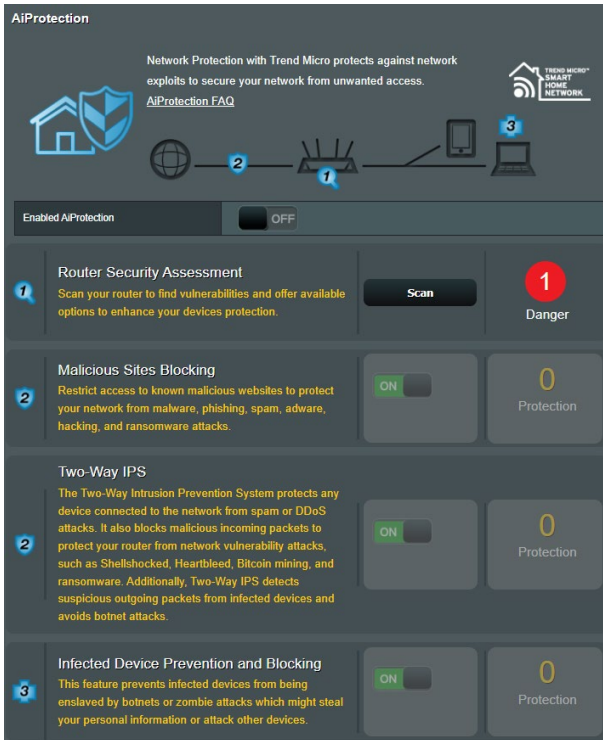 AiProtection
Network Protection with Trend Micro protects against network
exploits to secure your network from unwanted access.
AiProtection FAQ
TREND MICRO™
SMART
HOME
NETWORK
3
2
1
Enabled AiProtection
OFF
1
Router Security Assessment
Scan your router to find vulnerabilities and offer available
options to enhance your devices protection.
Scan
1
Danger
2
Malicious Sites Blocking
Restrict access to known malicious websites to protect
your network from malware, phishing, spam, adware,
hacking, and ransomware attacks.
ON
0
Protection
2
Two-Way IPS
The Two-Way Intrusion Prevention System protects any
device connected to the network from spam or DDoS
attacks. It also blocks malicious incoming packets to
protect your router from network vulnerability attacks,
such as Shellshocked, Heartbleed, Bitcoin mining, and
ransomware. Additionally, Two-Way IPS detects
suspicious outgoing packets from infected devices and
avoids botnet attacks.
ON
0
Protection
3
Infected Device Prevention and Blocking
This feature prevents infected devices from being
enslaved by botnets or zombie attacks which might steal
your personal information or attack other devices.
ON
0
Protection